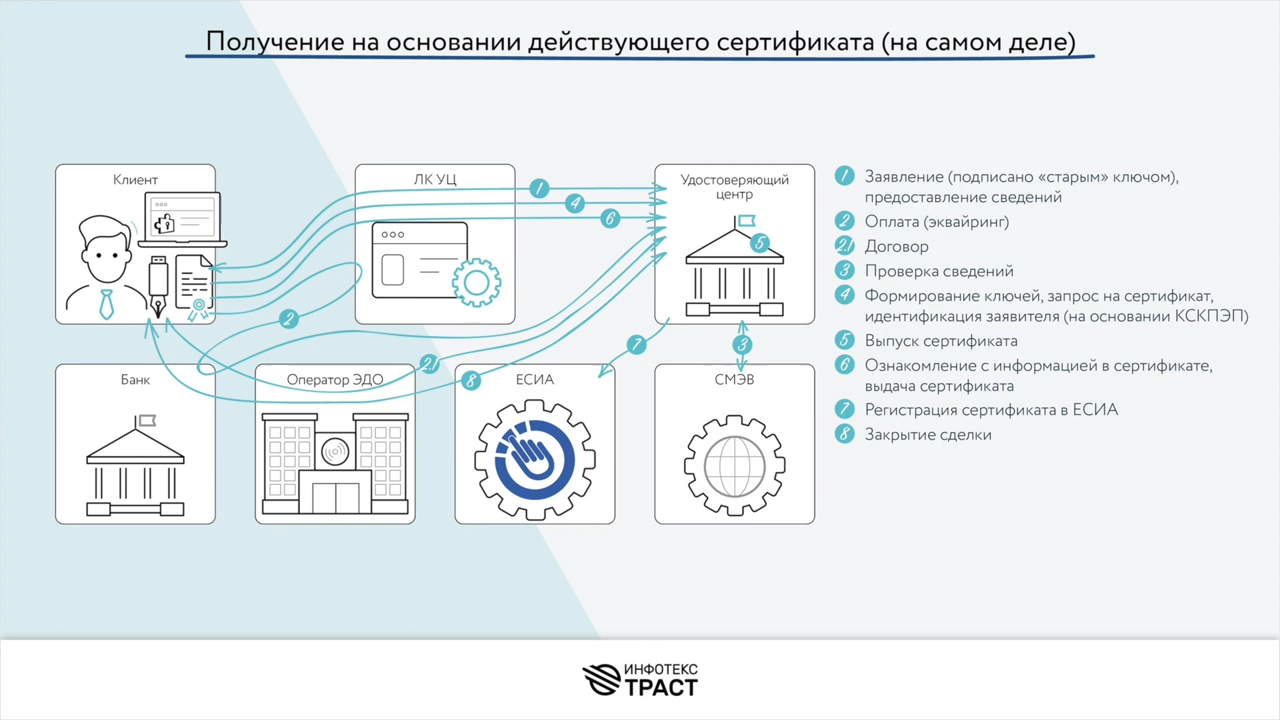 Получение на основании действующего сертификата (на самом деле)
Клиент
ЛК УЦ
Удостоверяющий
центр
1
4
6
5
2
2.1
8
7
3
Банк
Оператор ЭДО
ЕСИА
СМЭВ
1 Заявление (подписано «старым» ключом),
предоставление сведений
2 Оплата (эквайринг)
2.1 Договор
3 Проверка сведений
4 Формирование ключей, запрос на сертификат,
идентификация заявителя (на основании КСКПЭП)
5 Выпуск сертификата
6 Ознакомление с информацией в сертификате,
выдача сертификата
7 Регистрация сертификата в ЕСИА
8 Закрытие сделки
ИНФОТЕКС
ТРАСТ